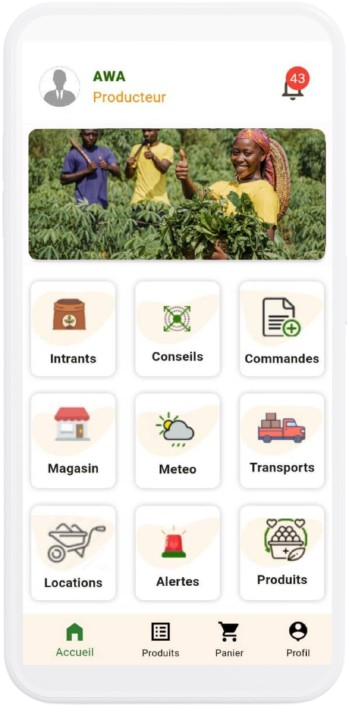 AWA
43
Producteur
Intrants
Conseils
Commandes
Magasin
Meteo
Transports
Locations
Alertes
Produits
Accueil
Produits
Panier
Profil